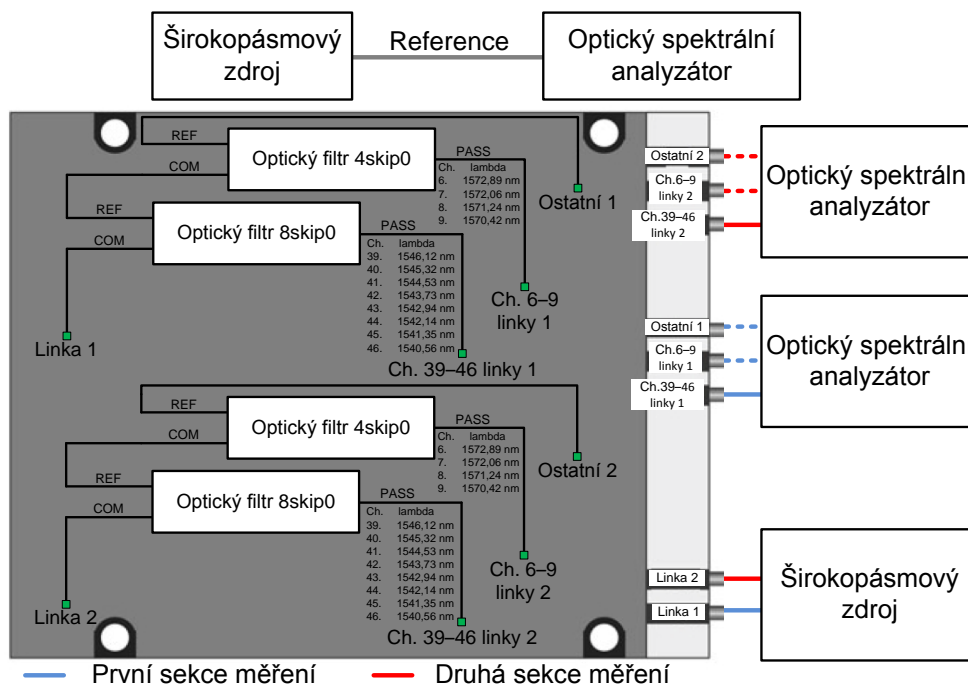 Širokopásmový
zdroj
Reference
Optický spektrální
analyzátor
REF
COM
Optický filtr 4skip0
PASS
Ch. lambda
6. 1572,89 nm
7. 1572,06 nm
8. 1571,24 nm
9. 1570,42 nm
Ostatní 1
REF
COM
Optický filtr 8skip0
PASS
Ch. lambda
39. 1546,12 nm
40. 1545,32 nm
41. 1544,53 nm
42. 1543,73 nm
43. 1542,94 nm
44. 1542,14 nm
45. 1541,35 nm
46. 1540,56 nm
Ch. 6–9
linky 1
Linka 1
Ch. 39–46 linky 1
REF
COM
Optický filtr 4skip0
PASS
Ch. lambda
6. 1572,89 nm
7. 1572,06 nm
8. 1571,24 nm
9. 1570,42 nm
Ostatní 2
REF
COM
Optický filtr 8skip0
PASS
Ch. lambda
39. 1546,12 nm
40. 1545,32 nm
41. 1544,53 nm
42. 1543,73 nm
43. 1542,94 nm
44. 1542,14 nm
45. 1541,35 nm
46. 1540,56 nm
Ch. 6–9
linky 2
Linka 2
Ch. 39–46 linky 2
Ostatní 2
Ch.6–9
linky 2
Ch.39–46
linky 2
Optický spektráln
analyzátor
Ostatní 1
Ch.6–9
linky 1
Ch.39–46
linky 1
Optický spektráln
analyzátor
Linka 2
Linka 1
Širokopásmový
zdroj
První sekce měření
Druhá sekce měření